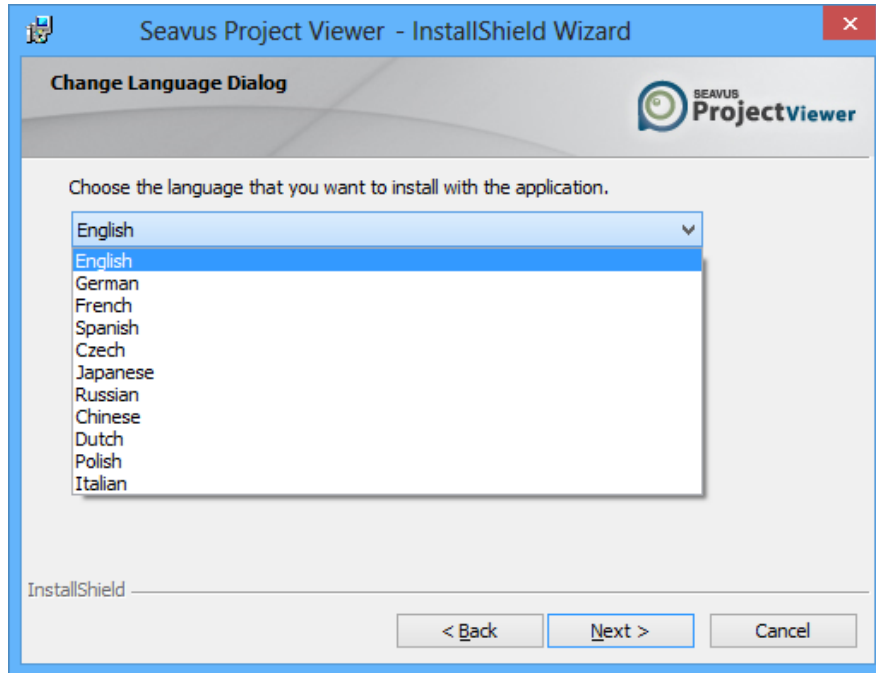 Seavus Project Viewer - InstallShield Wizard
Change Language Dialog
SEAVUS
ProjectViewer
Choose the language that you want to install with the application.
English
English
German
French
Spanish
Czech
Japanese
Russian
Chinese
Dutch
Polish
Italian
InstallShield
< Back Next > Cancel